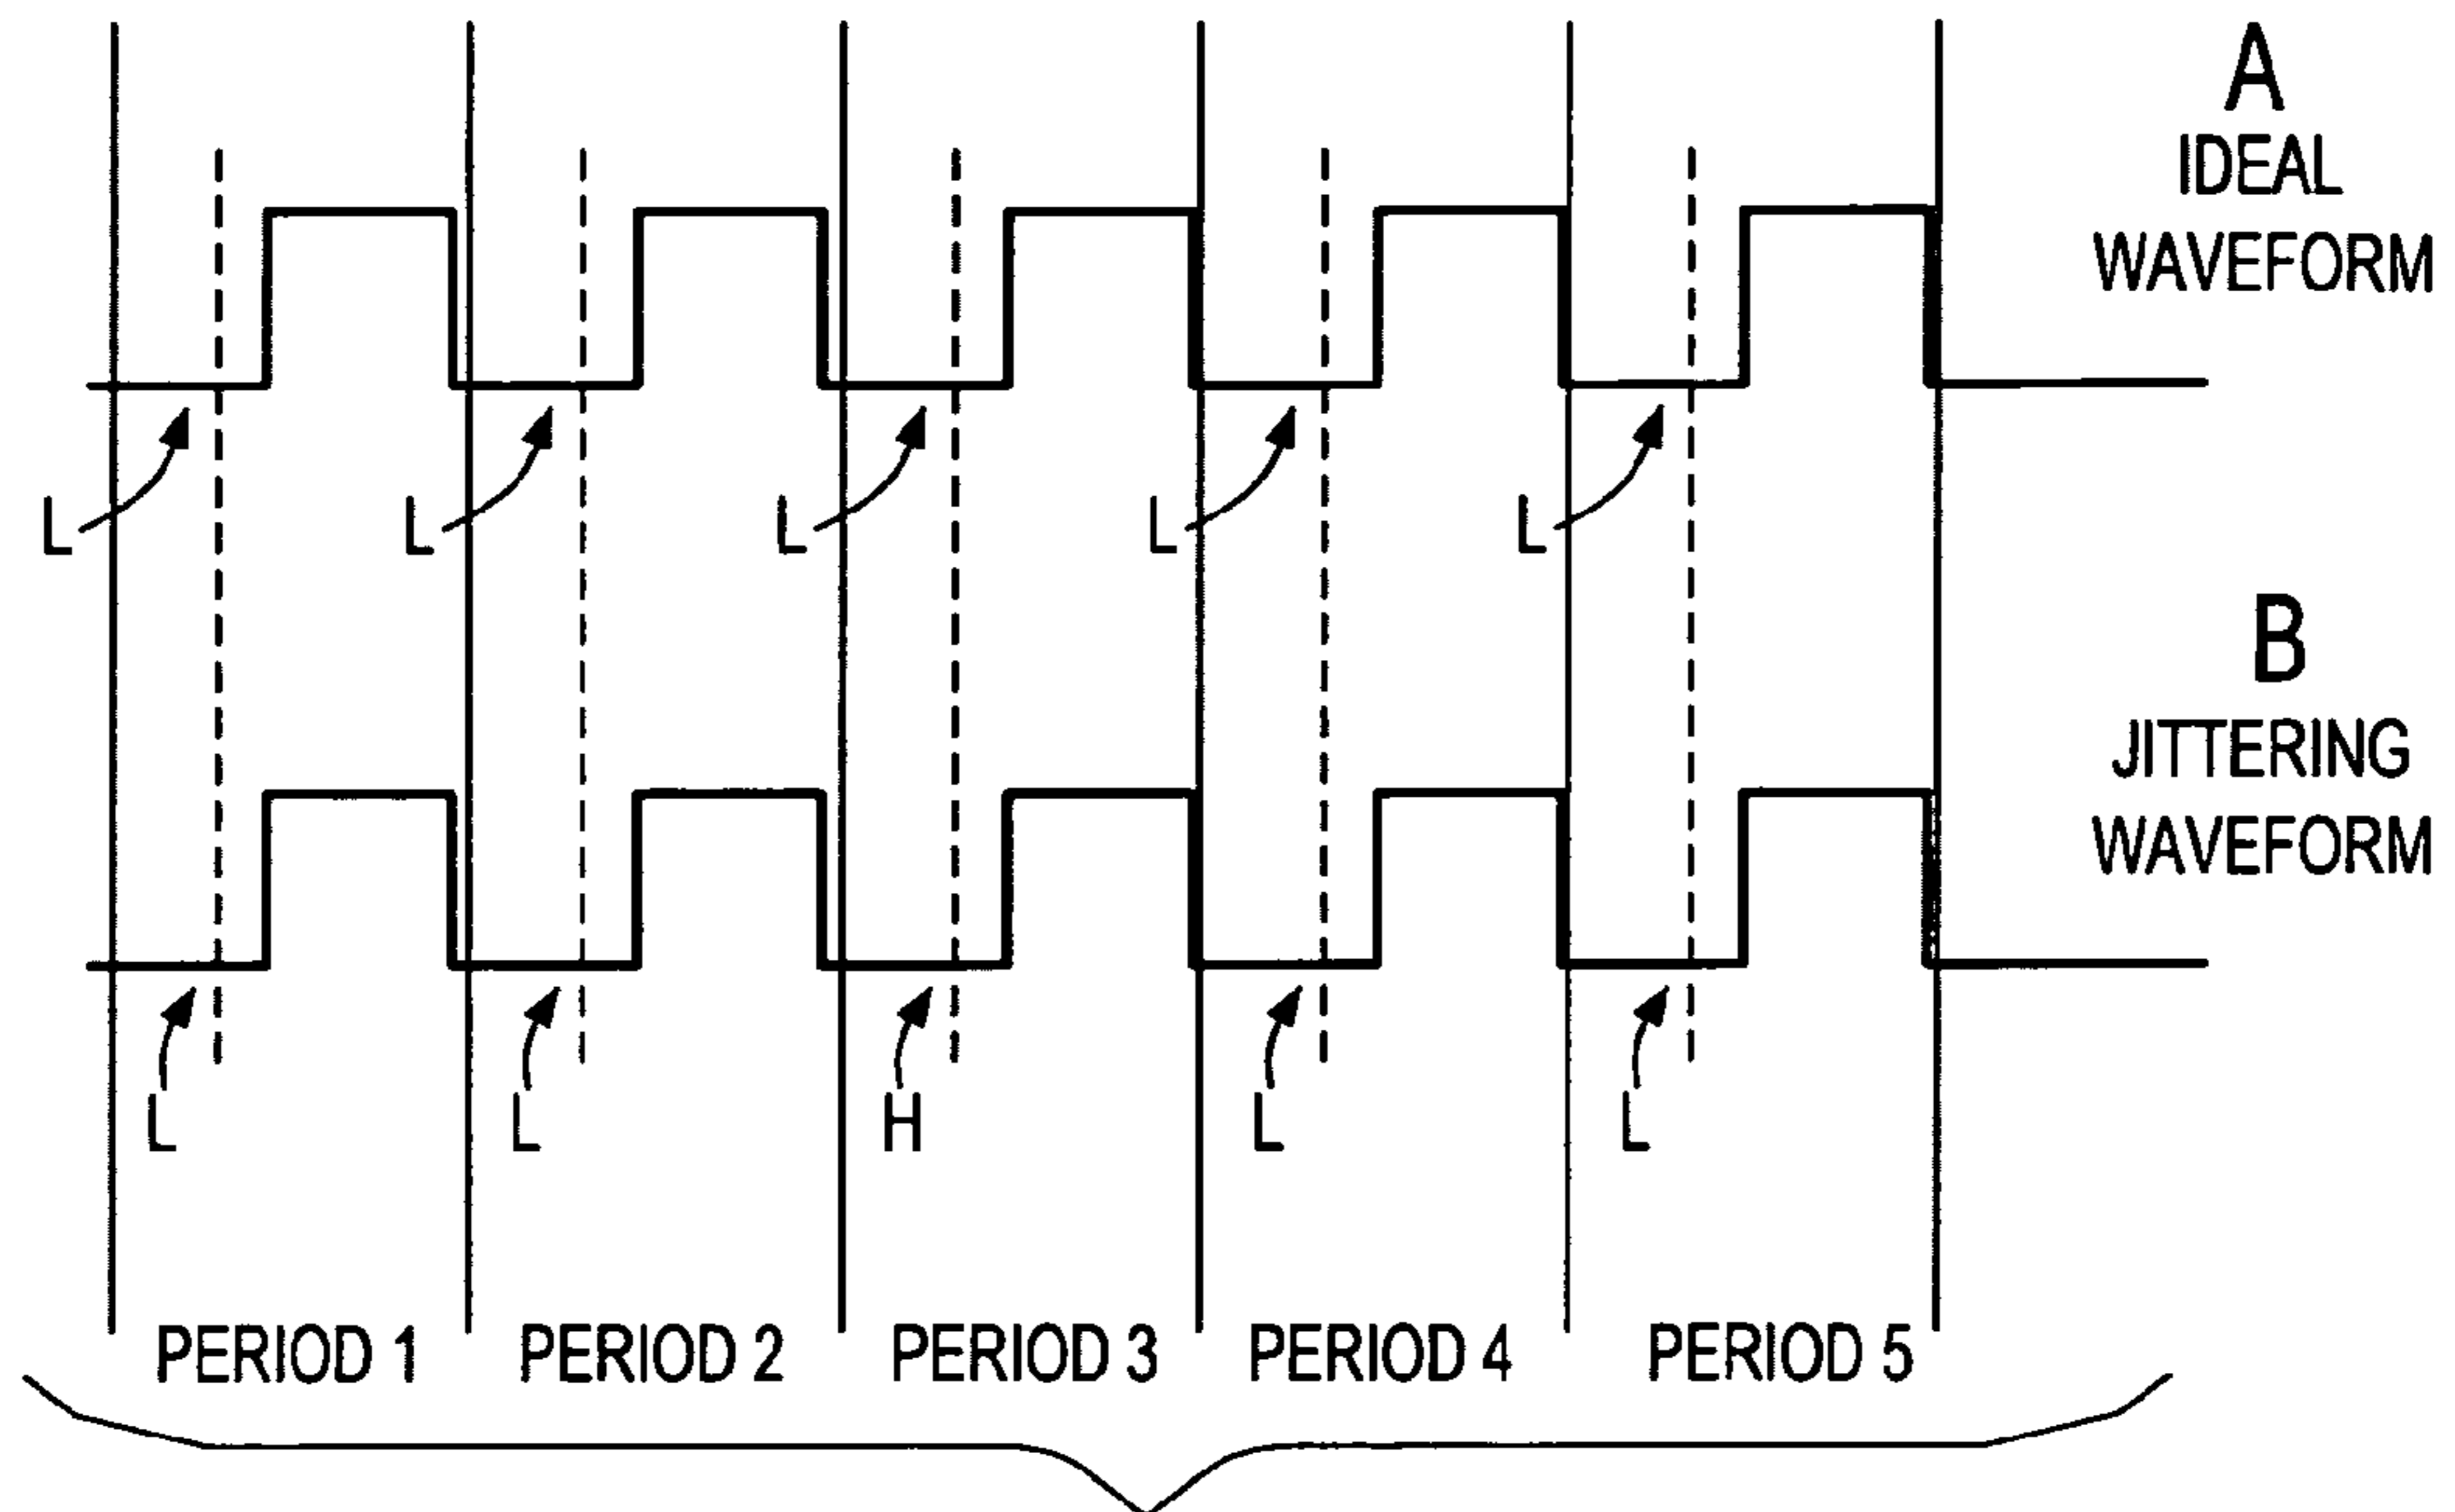 A
IDEAL
WAVEFORM
L L L L L
B
JITTERING
WAVEFORM
L L H L L
PERIOD 1 PERIOD 2 PERIOD 3 PERIOD 4 PERIOD 5